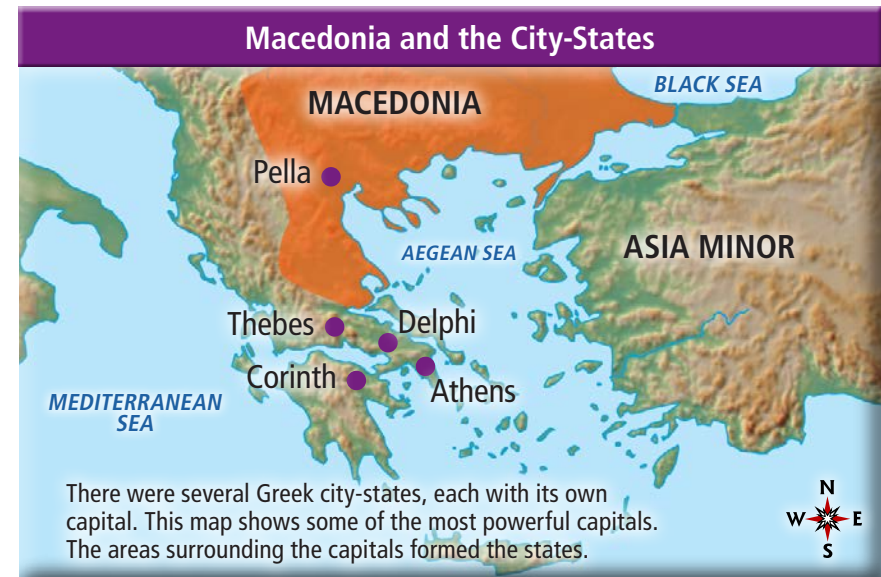 Macedonia and the City-States
BLACK SEA
MACEDONIA
Pella
AEGEAN SEA
ASIA MINOR
Thebes
Delphi
Corinth
Athens
MEDITERRANEAN
SEA
There were several Greek city-states, each with its own
capital. This map shows some of the most powerful capitals.
The areas surrounding the capitals formed the states.
N
W E
S